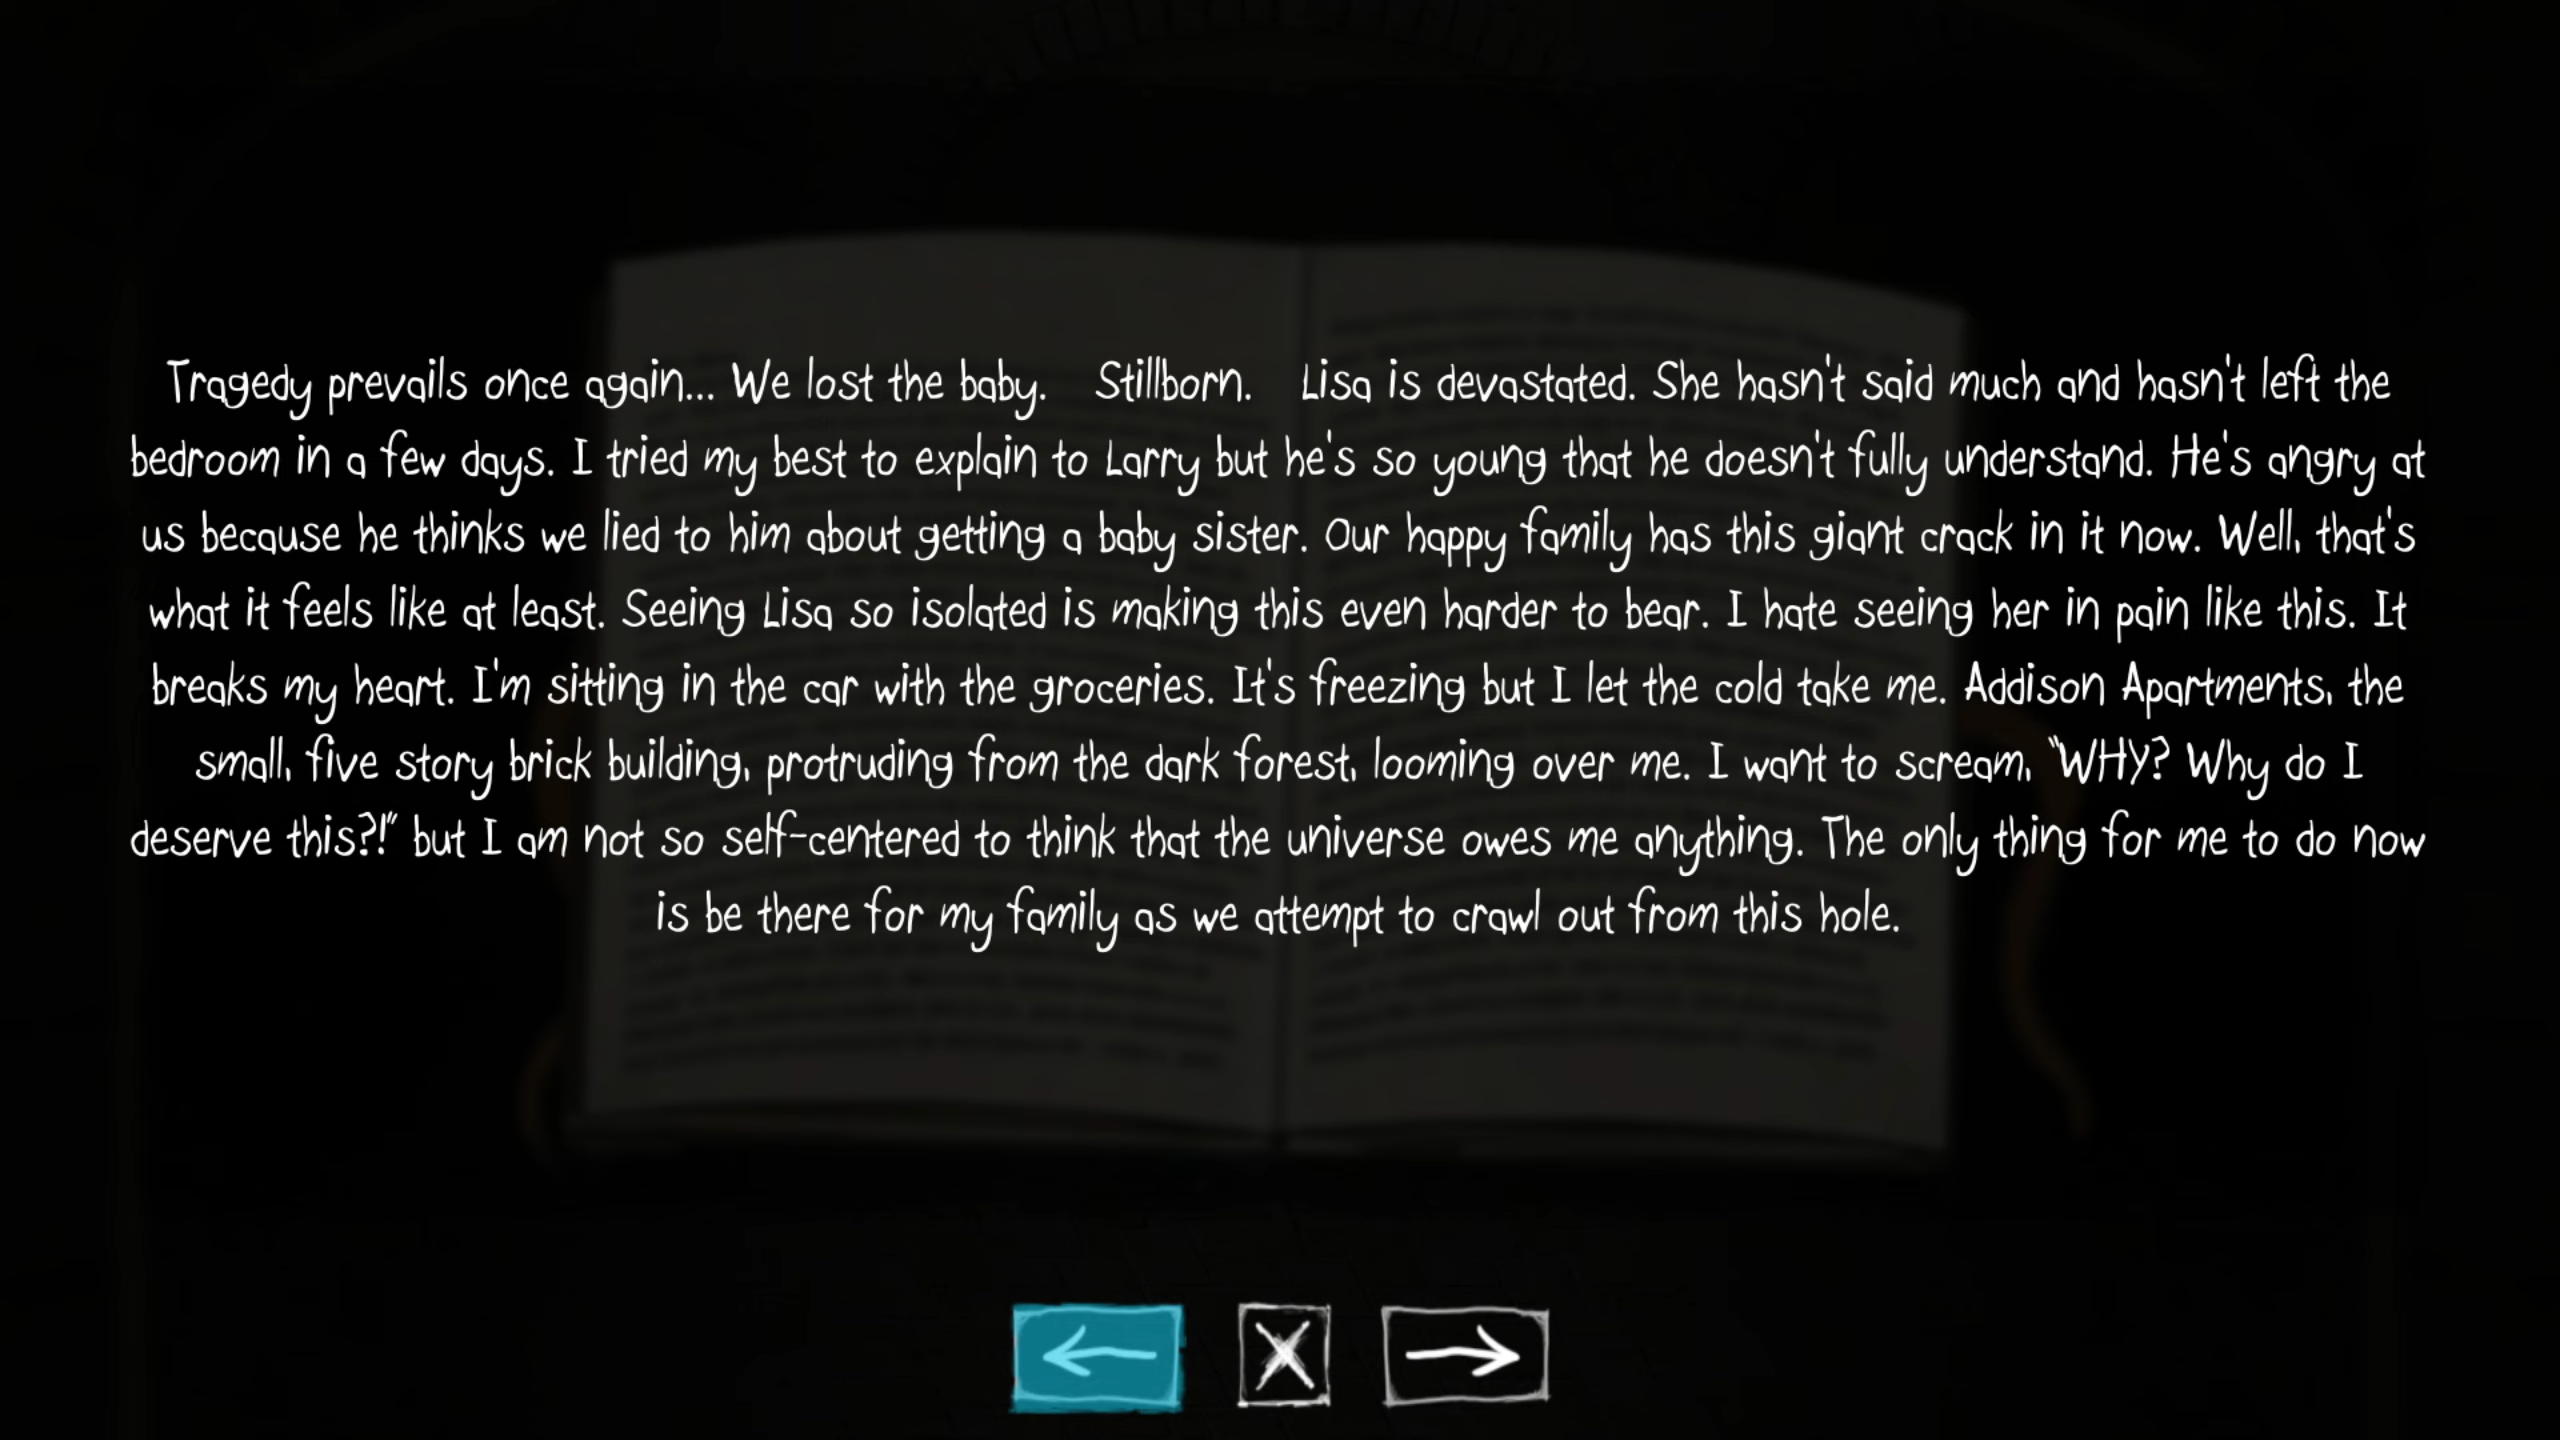 Tragedy prevails once again... We lost the baby.   Stillborn.   Lisa is devastated. She hasn't said much and hasn't left the
bedroom in a few days. I tried my best to explain to Larry but he's so young that he doesn't fully understand. He's angry at
us because he thinks we lied to him about getting a baby sister. Our happy family has this giant crack in it now. Well, that's
what it feels like at least. Seeing Lisa so isolated is making this even harder to bear. I hate seeing her in pain like this. It
breaks my heart. I'm sitting in the car with the groceries. It's freezing but I let the cold take me. Addison Apartments, the
small, five story brick building, protruding from the dark forest, looming over me. I want to scream, "WHY? Why do I
deserve this?!" but I am not so self-centered to think that the universe owes me anything. The only thing for me to do now
is be there for my family as we attempt to crawl out from this hole.